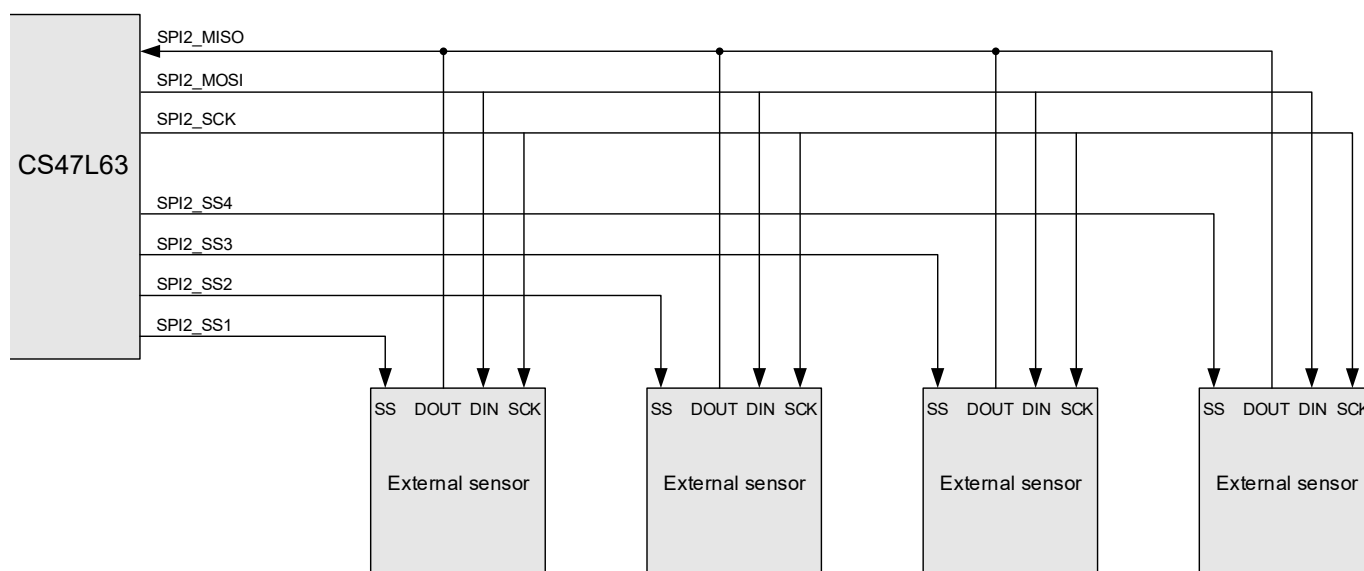 SPI2_MISO
SPI2_MOSI
SPI2_SCK
CS47L63
SPI2_SS4
SPI2_SS3
SPI2_SS2
SPI2_SS1
SS DOUT DIN SCK
External sensor
SS DOUT DIN SCK
External sensor
SS DOUT DIN SCK
External sensor
SS DOUT DIN SCK
External sensor